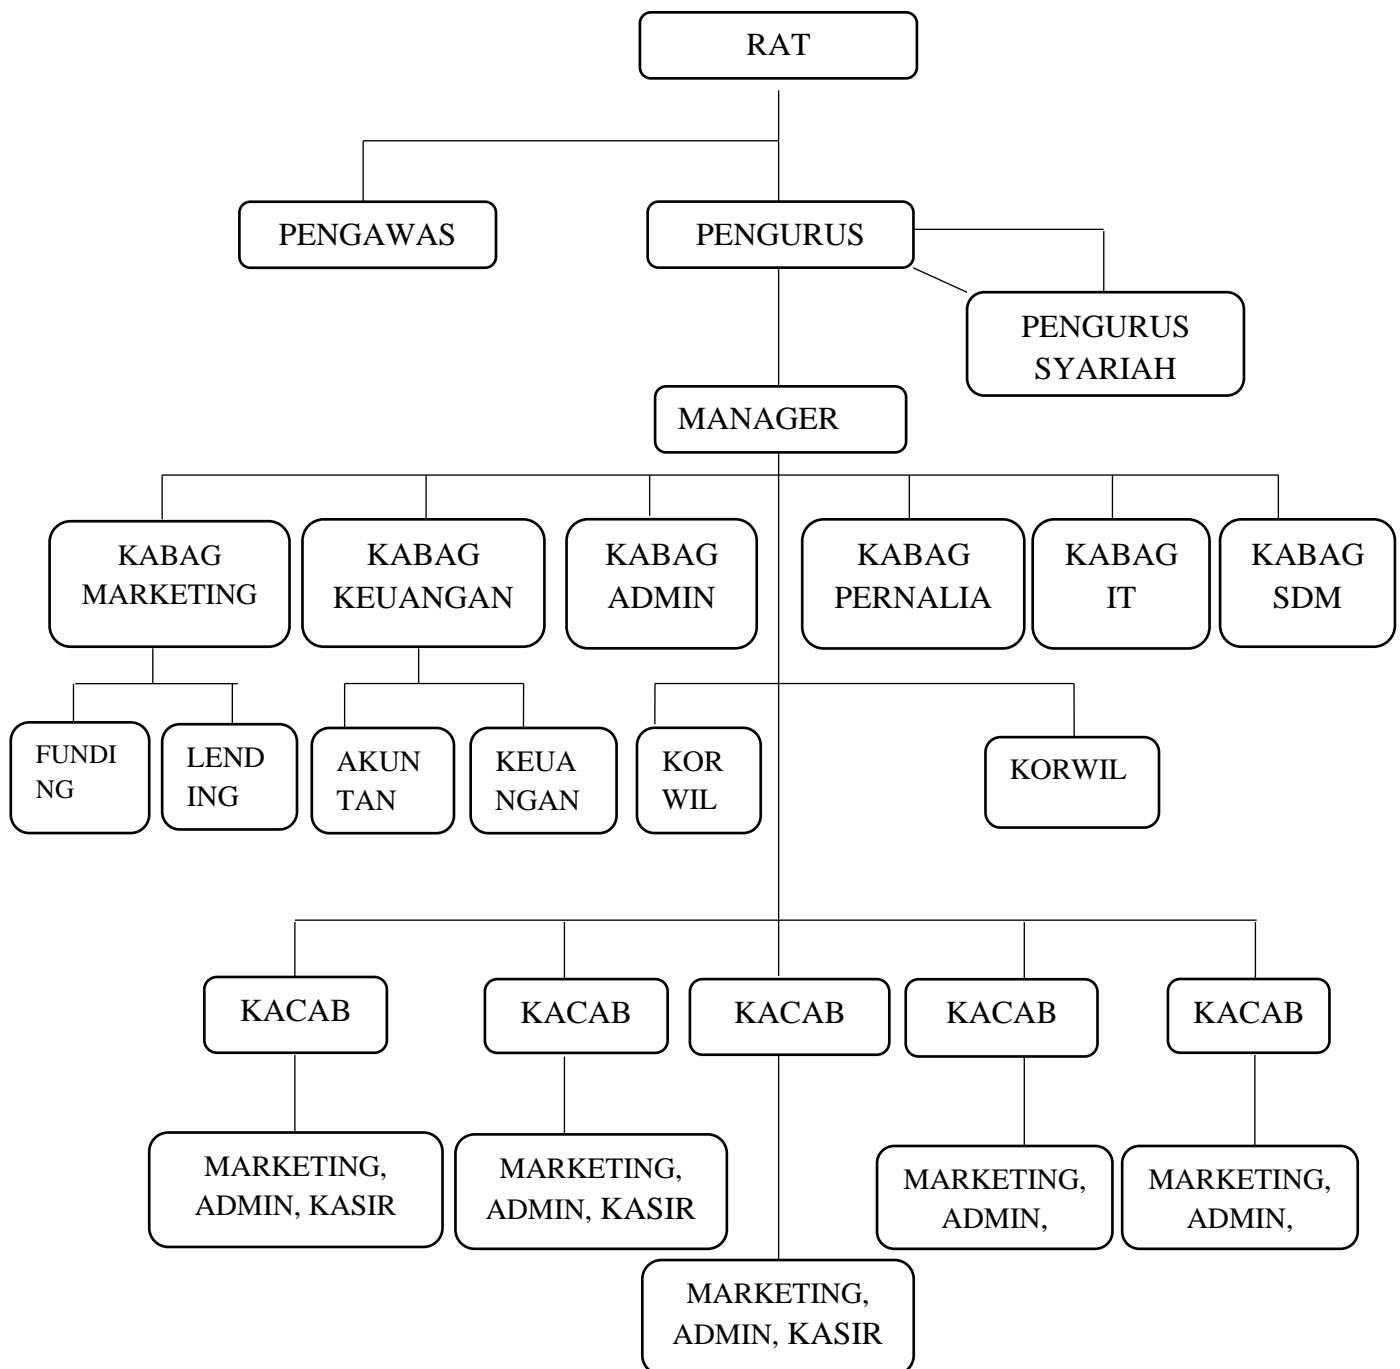 RAT
PENGAWAS
PENGURUS
PENGURUS
SYARIAH
MANAGER
KABAG
MARKETING
KABAG
KEUANGAN
KABAG
ADMIN
KABAG
PERNALIA
KABAG
IT
KABAG
SDM
FUNDI
NG
LEND
ING
AKUN
TAN
KEUA
NGAN
KOR
WIL
KORWIL
KACAB
KACAB
KACAB
KACAB
KACAB
MARKETING,
ADMIN, KASIR
MARKETING,
ADMIN, KASIR
MARKETING,
ADMIN, KASIR
MARKETING,
ADMIN,
MARKETING,
ADMIN,